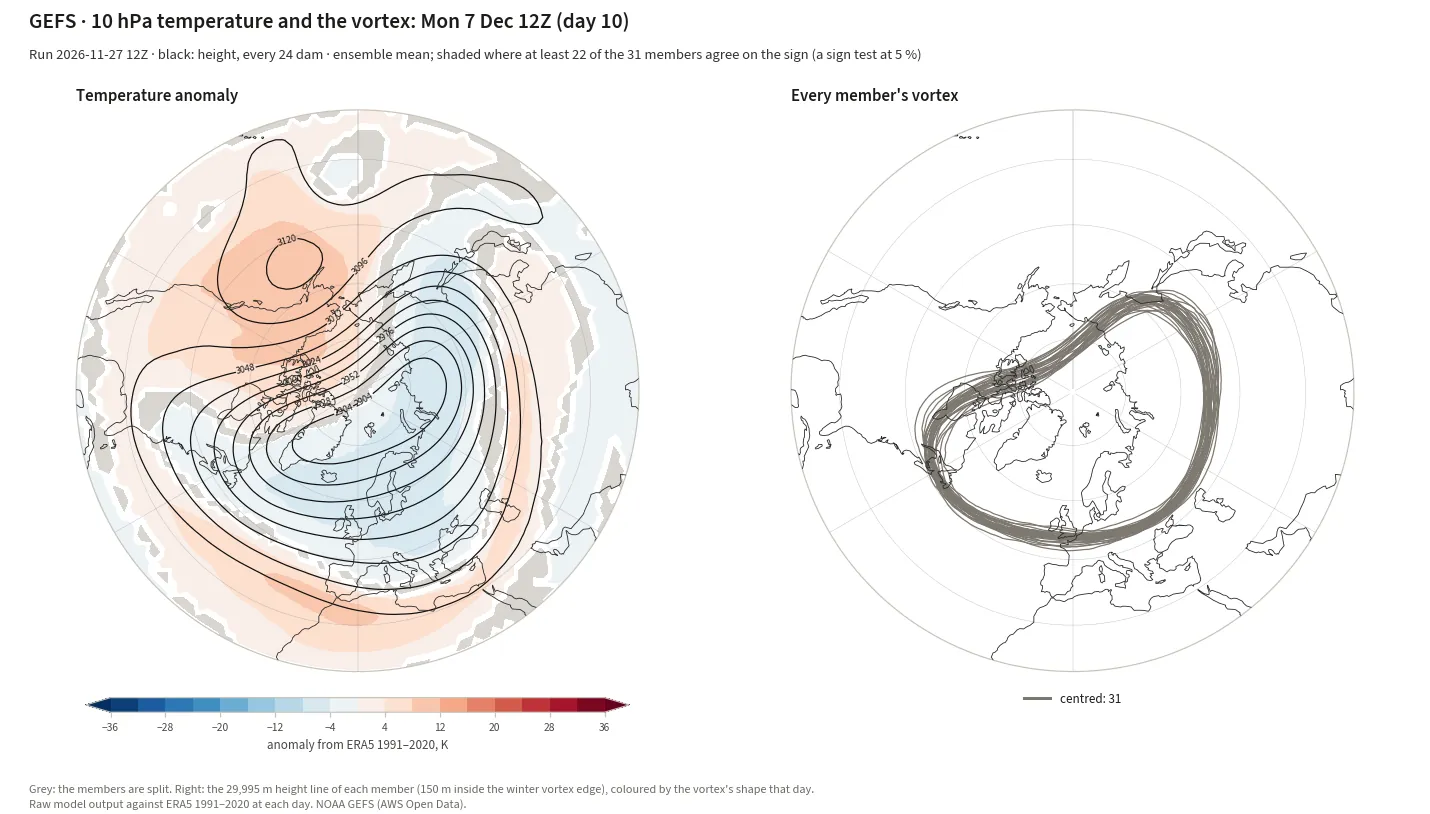 GEFS · 10 hPa temperature and the vortex: Mon 7 Dec 12Z (day 10)
Run 2026-11-27 12Z · black: height, every 24 dam · ensemble mean; shaded where at least 22 of the 31 members agree on the sign (a sign test at 5 %)
Temperature anomaly
Every member's vortex
3120
3096
2976
3048
3024
2952
2904
2904
centred: 31
−36 −28 −20 −12 −4 4 12 20 28 36
anomaly from ERA5 1991–2020, K
Grey: the members are split. Right: the 29,995 m height line of each member (150 m inside the winter vortex edge), coloured by the vortex's shape that day.
Raw model output against ERA5 1991–2020 at each day. NOAA GEFS (AWS Open Data).